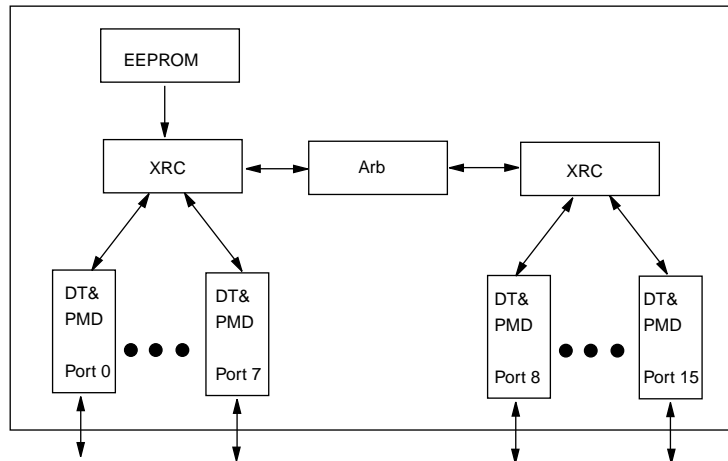 EEPROM
XRC
Arb
XRC
DT&
PMD
Port 0
DT&
PMD
Port 7
DT&
PMD
Port 8
DT&
PMD
Port 15